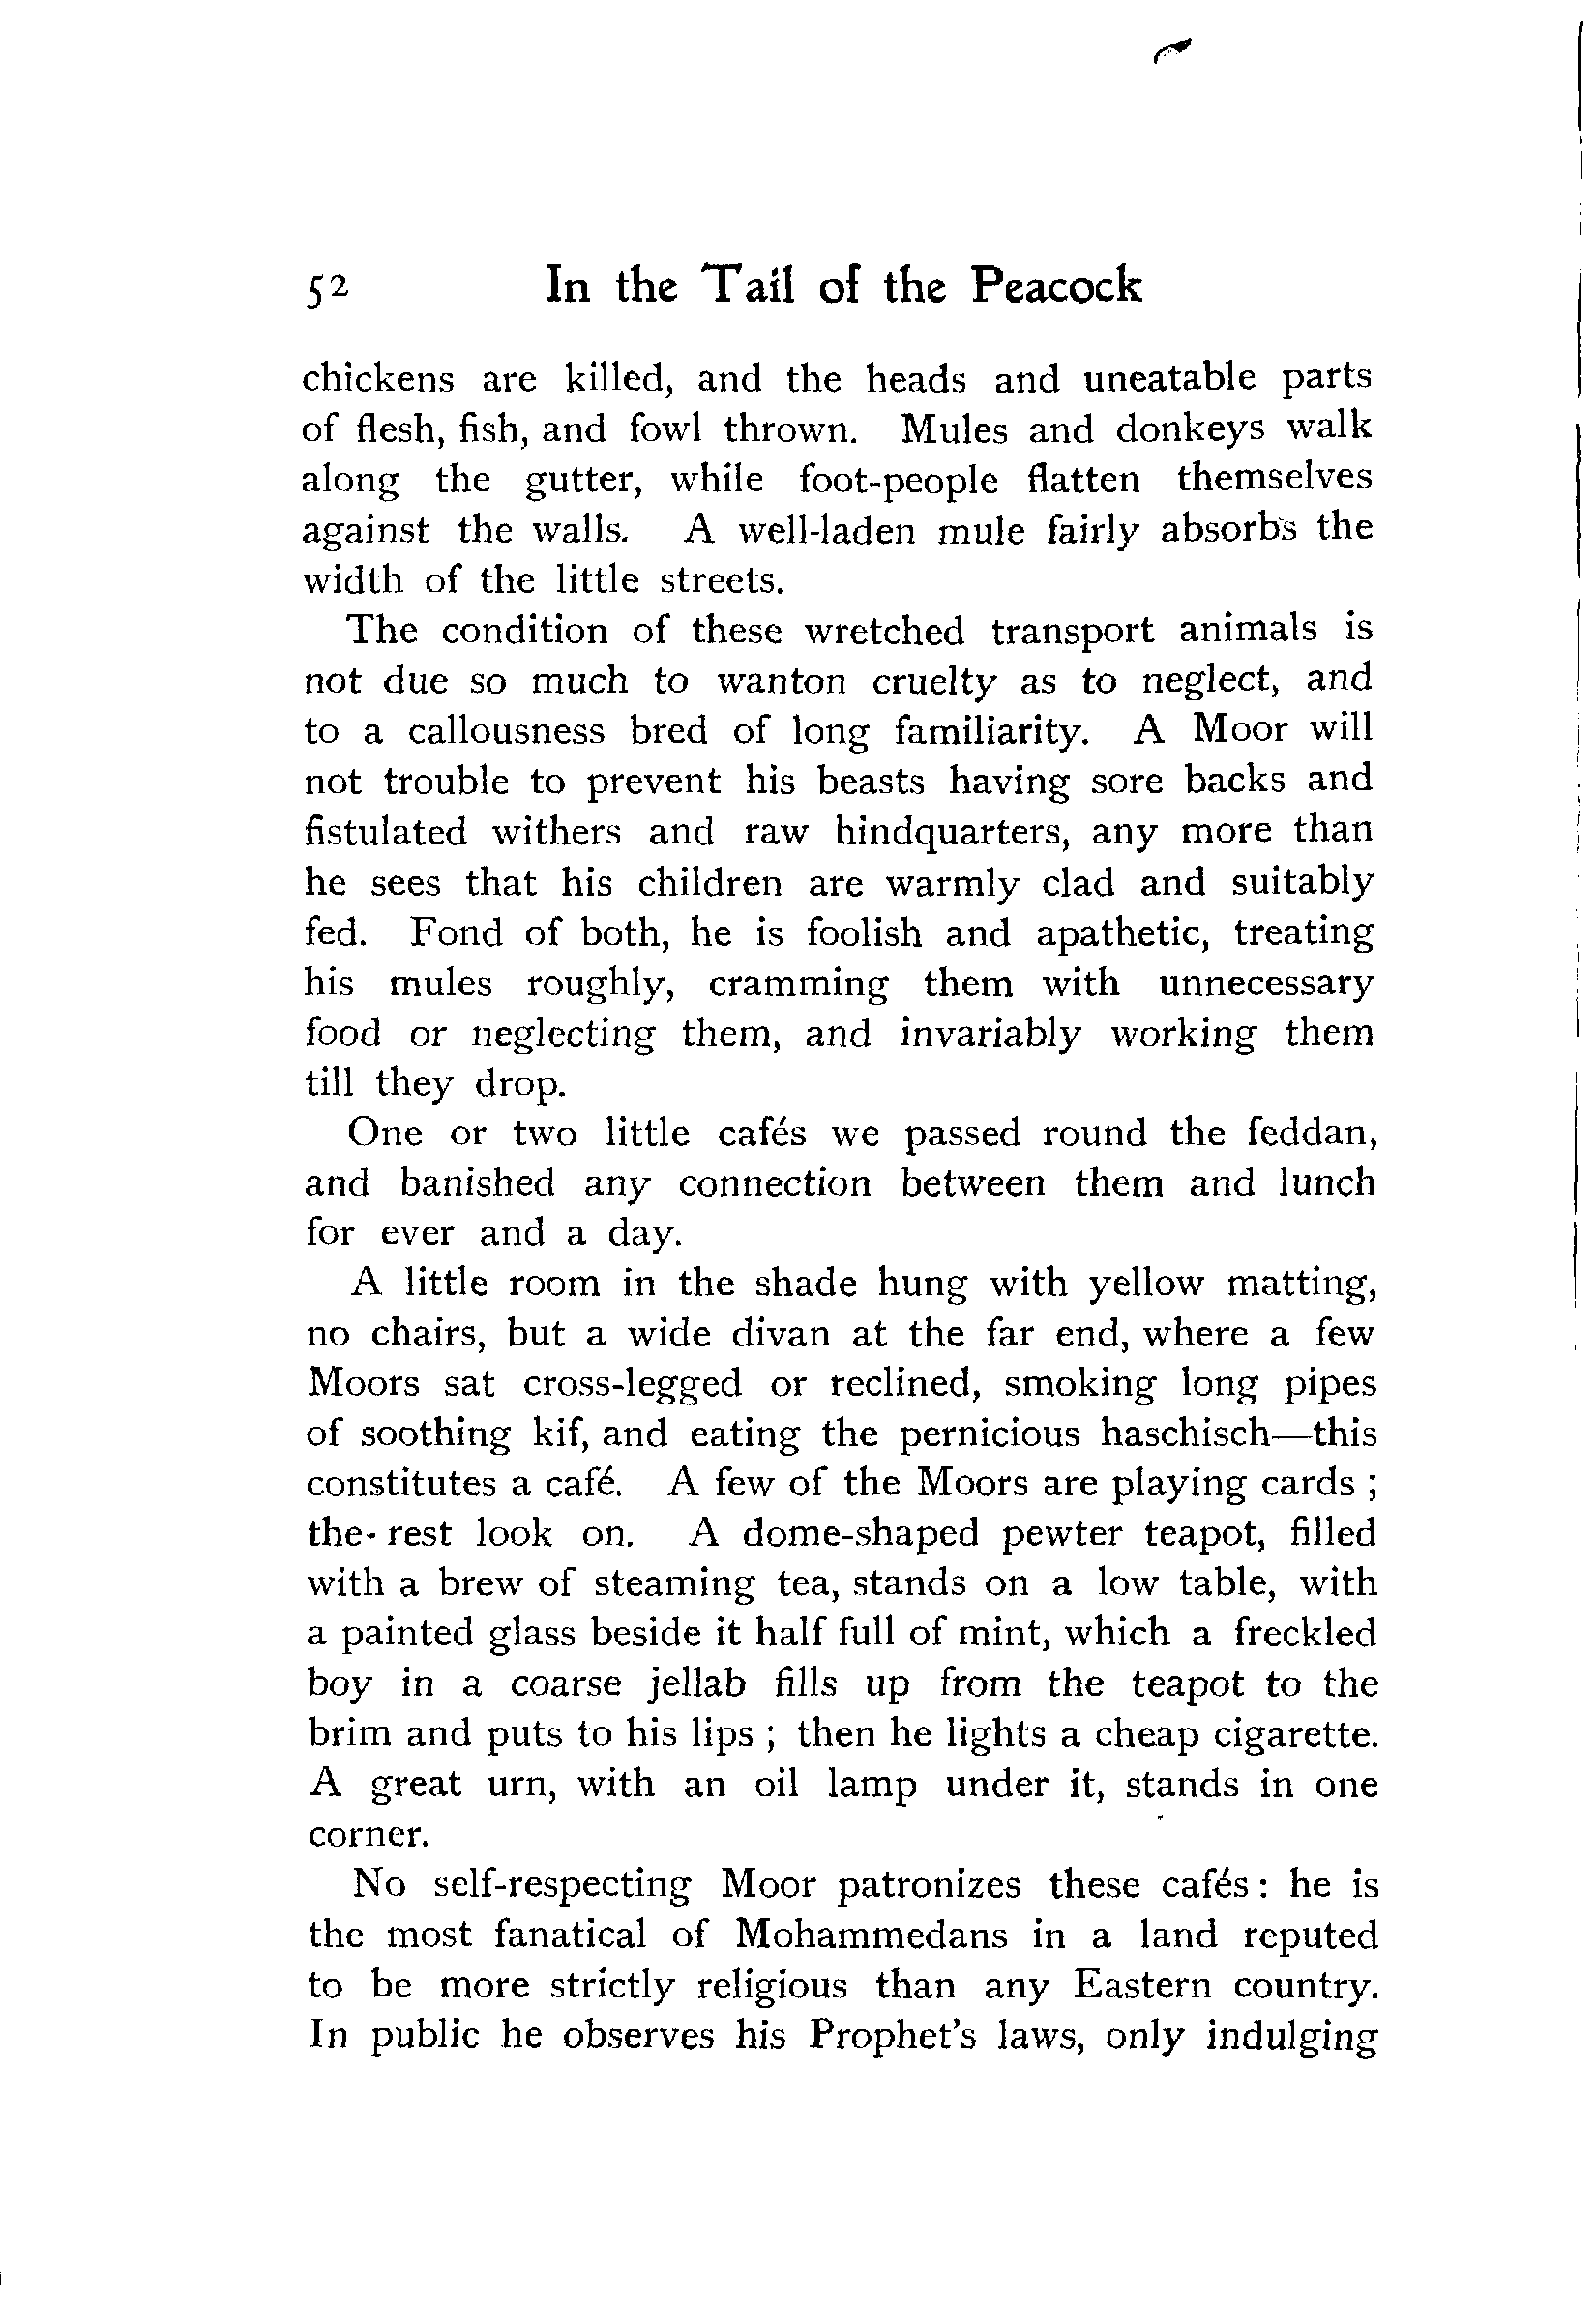 52 In the Tail of the Peacock
chickens are killed, and the heads and uneatable parts
of flesh, fish, and fowl thrown. Mules and donkeys walk
along the gutter, while foot-people flatten themselves
against the walls. A well-laden mule fairly absorbs the
width of the little streets.
The condition of these wretched transport animals is
not due so much to wanton cruelty as to neglect, and
to a callousness bred of long familiarity. A Moor will
not trouble to prevent his beasts having sore backs and
fistulated withers and raw hindquarters, any more than
he sees that his children are warmly clad and suitably
fed. Fond of both, he is foolish and apathetic, treating
his mules roughly, cramming them with unnecessary
food or neglecting them, and invariably working them
till they drop.
One or two little cafés we passed round the feddan,
and banished any connection between them and lunch
for ever and a day.
A little room in the shade hung with yellow matting,
no chairs, but a wide divan at the far end, where a few
Moors sat cross-legged or reclined, smoking long pipes
of soothing kif, and eating the pernicious haschisch—this
constitutes a café. A few of the Moors are playing cards ;
the rest look on. A dome-shaped pewter teapot, filled
with a brew of steaming tea, stands on a low table, with
a painted glass beside it half full of mint, which a freckled
boy in a coarse jellab fills up from the teapot to the
brim and puts to his lips ; then he lights a cheap cigarette.
A great urn, with an oil lamp under it, stands in one
corner.
No self-respecting Moor patronizes these cafés: he is
the most fanatical of Mohammedans in a land reputed
to be more strictly religious than any Eastern country.
In public he observes his Prophet's laws, only indulging